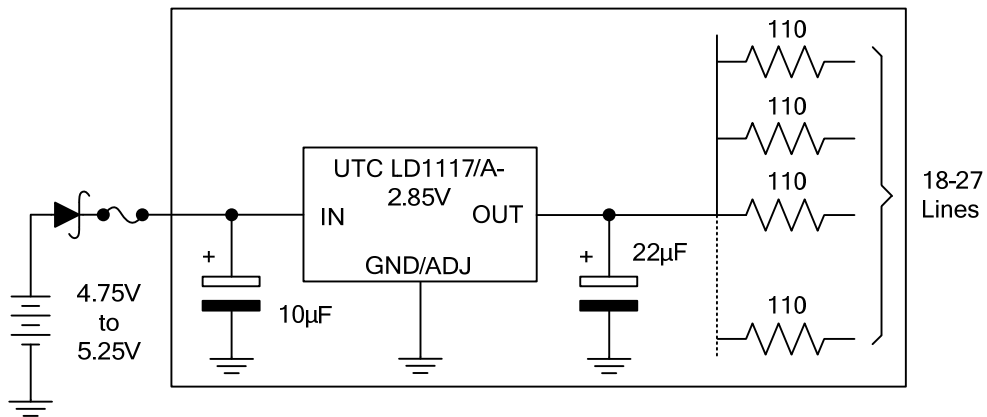 110
110
UTC LD1117/A-
2.85V
110
18-27
Lines
IN
OUT
+
+
22µF
GND/ADJ
4.75V
to
5.25V
10µF
110